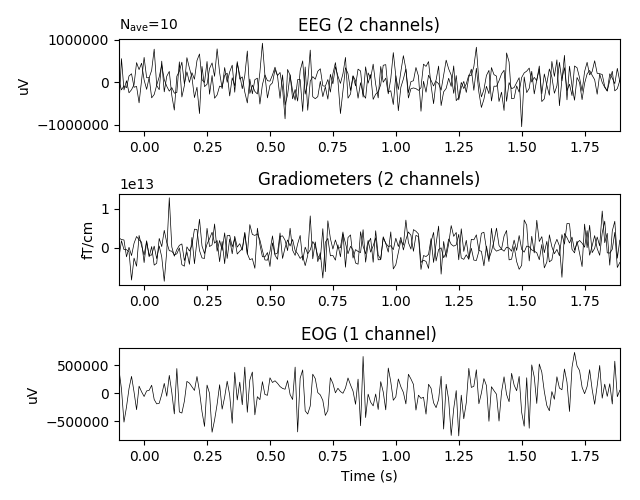 N_ave=10
EEG (2 channels)
1000000
0
−1000000
uV
0.00 0.25 0.50 0.75 1.00 1.25 1.50 1.75
1e13
Gradiometers (2 channels)
1
0
fT/cm
0.00 0.25 0.50 0.75 1.00 1.25 1.50 1.75
EOG (1 channel)
500000
0
−500000
uV
0.00 0.25 0.50 0.75 1.00 1.25 1.50 1.75
Time (s)